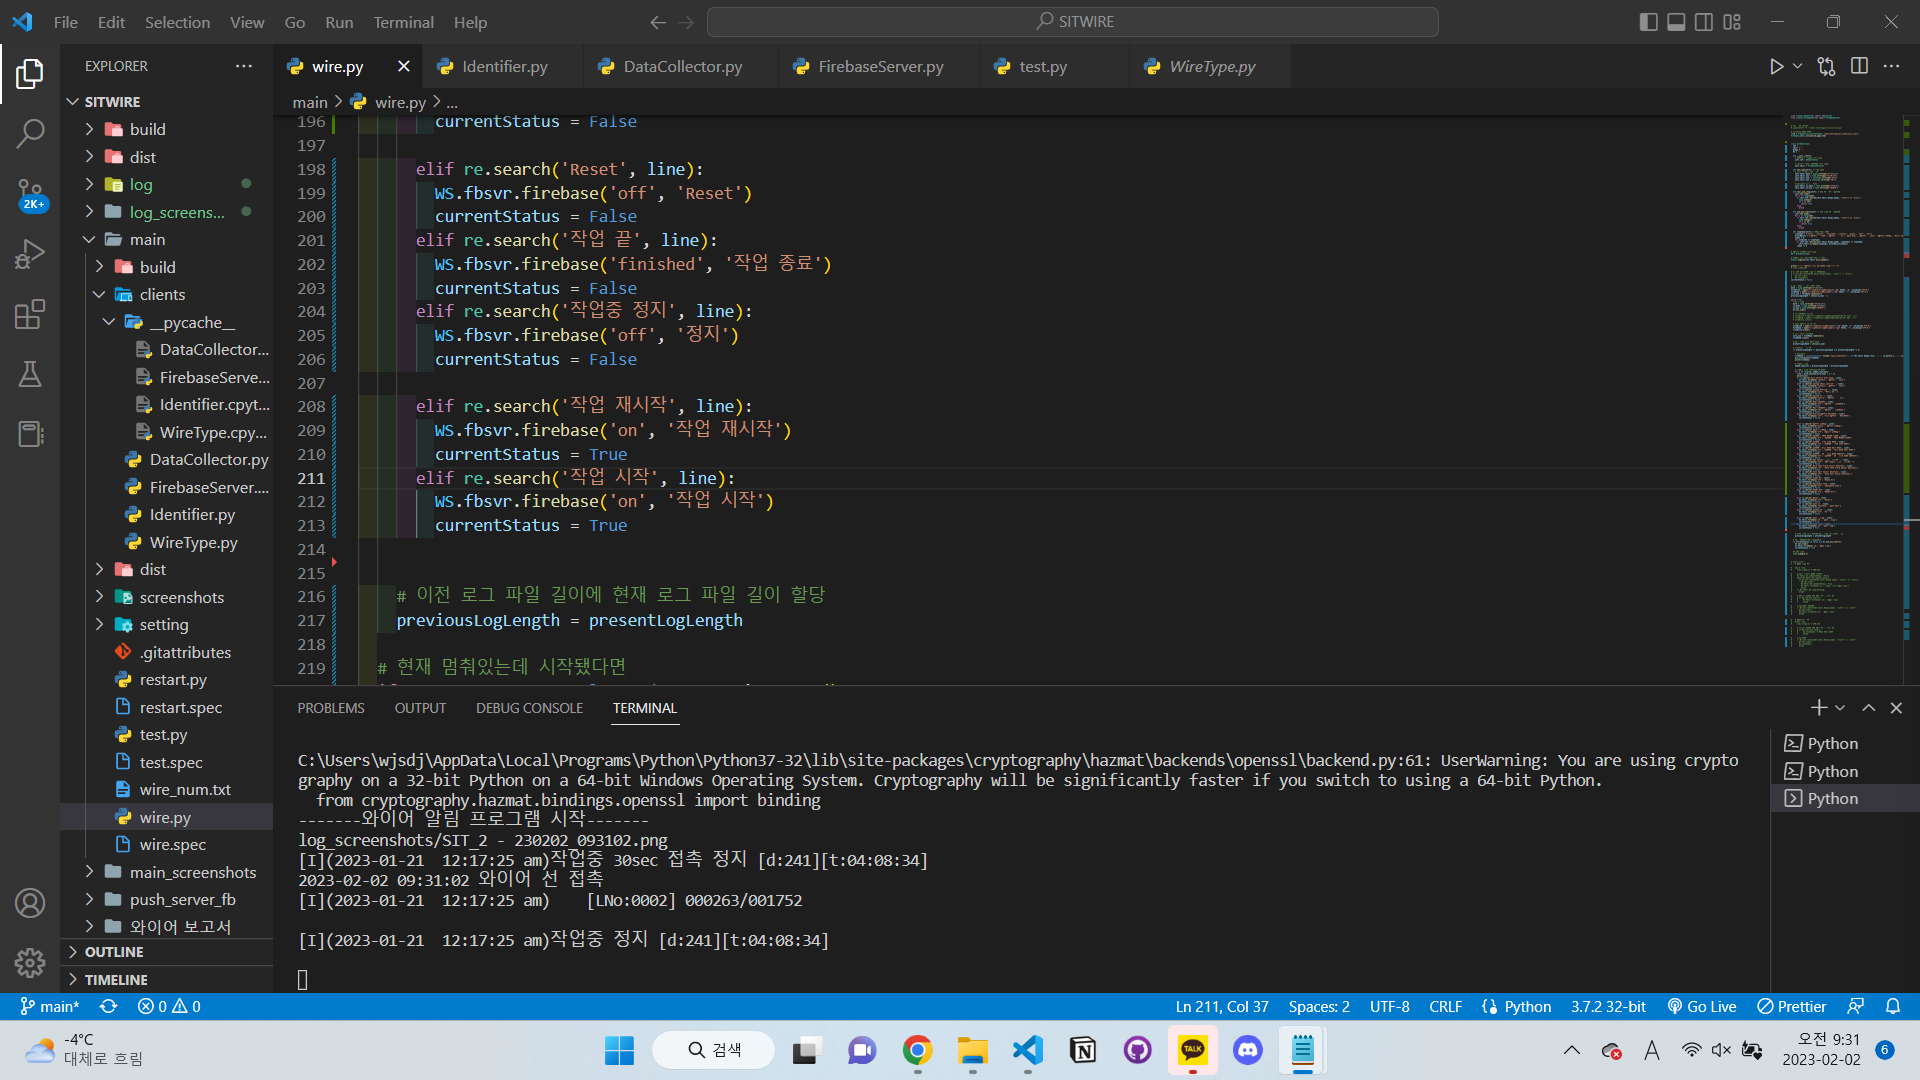 File Edit Selection View Go Run Terminal Help
SITWIRE
EXPLORER
wire.py
Identifier.py
DataCollector.py
FirebaseServer.py
test.py
WireType.py
main > wire.py > ...
SITWIRE
build
dist
log
log_screens...
main
build
clients
__pycache__
DataCollector...
FirebaseServe...
Identifier.cpyt...
WireType.cpy...
DataCollector.py
FirebaseServer....
Identifier.py
WireType.py
dist
screenshots
setting
.gitattributes
restart.py
restart.spec
test.py
test.spec
wire_num.txt
wire.py
wire.spec
main_screenshots
push_server_fb
와이어 보고서
OUTLINE
TIMELINE
2K+
196 currentStatus = False
197
198 elif re.search('Reset', line):
199 WS.fbsvr.firebase('off', 'Reset')
200 currentStatus = False
201 elif re.search('작업 끝', line):
202 WS.fbsvr.firebase('finished', '작업 종료')
203 currentStatus = False
204 elif re.search('작업중 정지', line):
205 WS.fbsvr.firebase('off', '정지')
206 currentStatus = False
207
208 elif re.search('작업 재시작', line):
209 WS.fbsvr.firebase('on', '작업 재시작')
210 currentStatus = True
211 elif re.search('작업 시작', line):
212 WS.fbsvr.firebase('on', '작업 시작')
213 currentStatus = True
214
215
216 # 이전 로그 파일 길이에 현재 로그 파일 길이 할당
217 previousLogLength = presentLogLength
218
219 # 현재 멈춰있는데 시작됐다면
PROBLEMS OUTPUT DEBUG CONSOLE TERMINAL
C:\Users\wjsdj\AppData\Local\Programs\Python\Python37-32\lib\site-packages\cryptography\hazmat\backends\openssl\backend.py:61: UserWarning: You are using crypto
graphy on a 32-bit Python on a 64-bit Windows Operating System. Cryptography will be significantly faster if you switch to using a 64-bit Python.
from cryptography.hazmat.bindings.openssl import binding
-------와이어 알림 프로그램 시작-------
log_screenshots/SIT_2 - 230202_093102.png
[I](2023-01-21  12:17:25 am)작업중 30sec 접촉 정지 [d:241][t:04:08:34]
2023-02-02 09:31:02 와이어 선 접촉
[I](2023-01-21  12:17:25 am)    [LNo:0002] 000263/001752
[I](2023-01-21  12:17:25 am)작업중 정지 [d:241][t:04:08:34]
Python
Python
Python
main* 0 0 Ln 211, Col 37 Spaces: 2 UTF-8 CRLF Python 3.7.2 32-bit Go Live Prettier
-4°C
대체로 흐림
검색
TALK
A
오전 9:31
2023-02-02
6